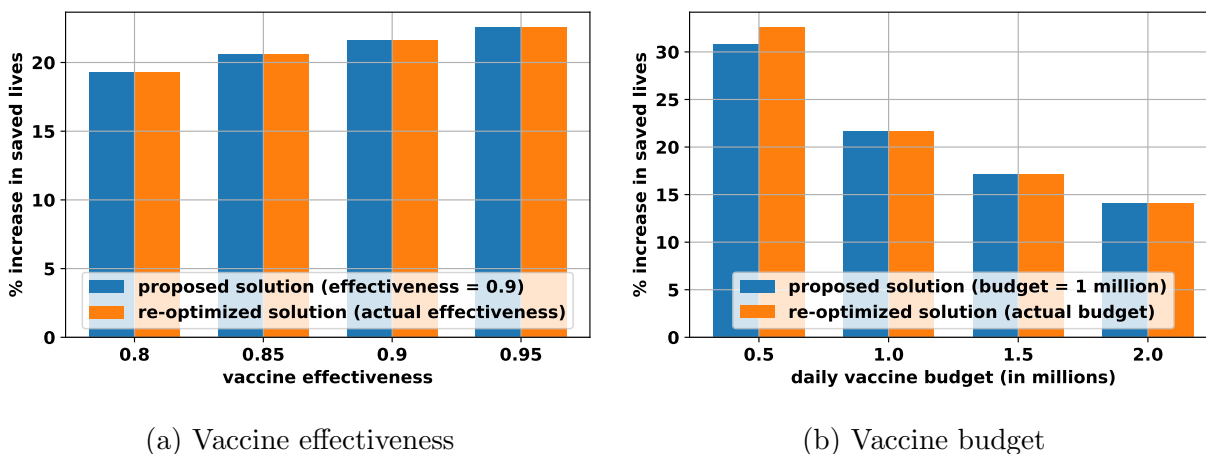 % increase in saved lives
20
15
10
5
0
proposed solution (effectiveness = 0.9)
re-optimized solution (actual effectiveness)
0.8 0.85 0.9 0.95
vaccine effectiveness
(a) Vaccine effectiveness
% increase in saved lives
30
25
20
15
10
5
0
proposed solution (budget = 1 million)
re-optimized solution (actual budget)
0.5 1.0 1.5 2.0
daily vaccine budget (in millions)
(b) Vaccine budget